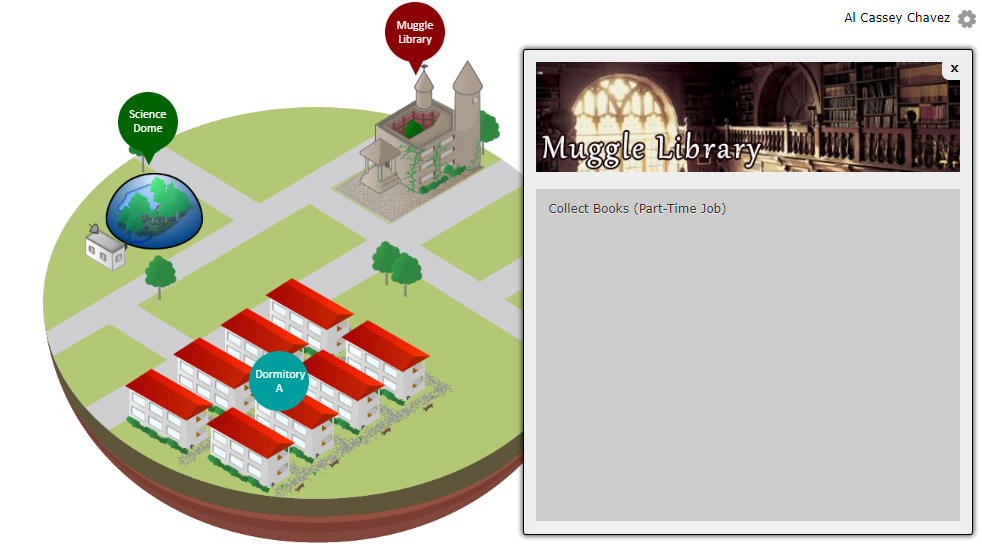 Al Cassey Chavez
Muggle
Library
Science
Dome
Dormitory
A
x
Muggle Library
Collect Books (Part-Time Job)